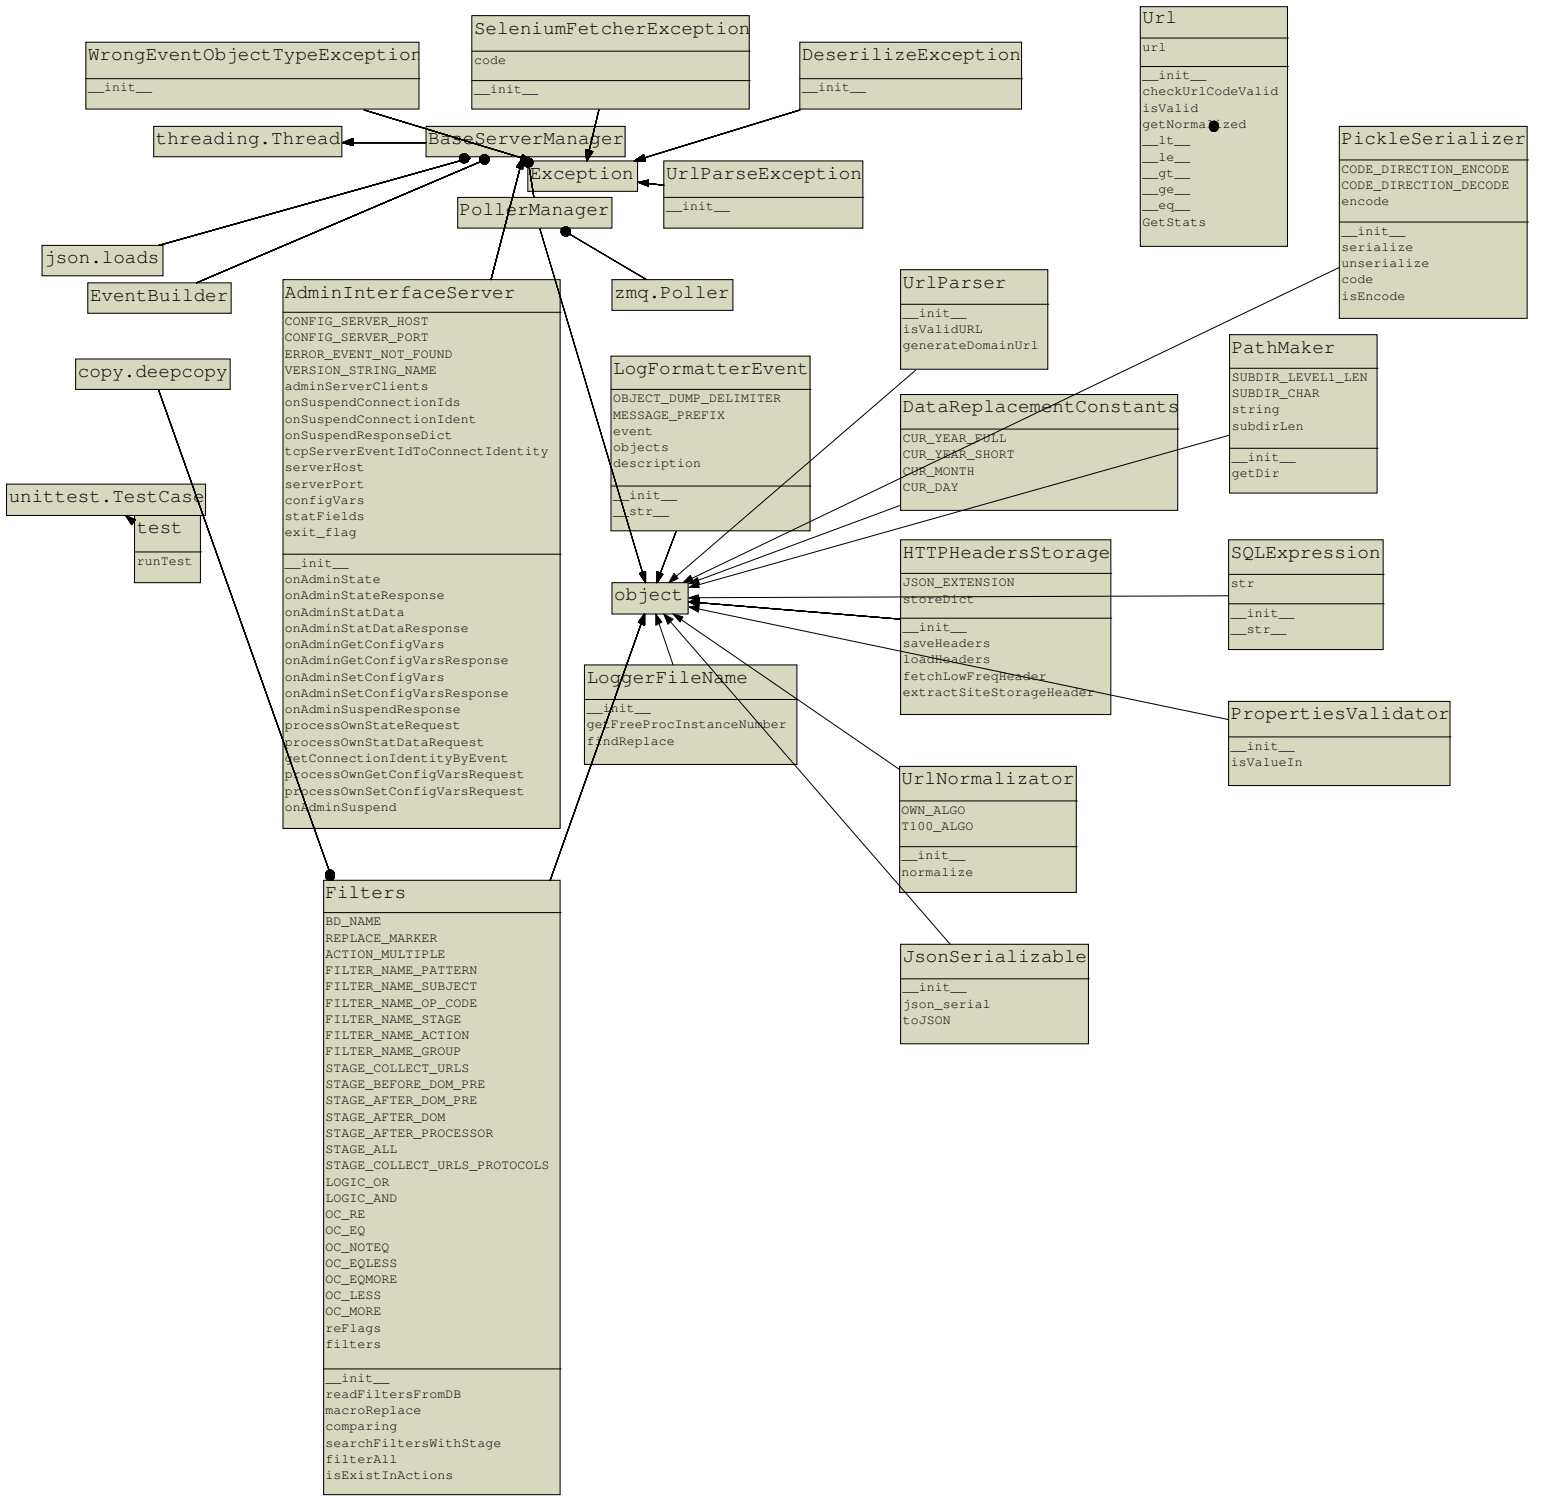 WrongEventObjectTypeException
__init__
SeleniumFetcherException
code
__init__
DeserilizeException
__init__
Url
url
__init__
checkUrlCodeValid
isValid
getNormalized
__lt__
__le__
__gt__
__ge__
__eq__
GetStats
threading.Thread
BaseServerManager
Exception
UrlParseException
__init__
PollerManager
PickleSerializer
CODE_DIRECTION_ENCODE
CODE_DIRECTION_DECODE
encode
__init__
serialize
unserialize
code
isEncode
json.loads
EventBuilder
zmq.Poller
AdminInterfaceServer
CONFIG_SERVER_HOST
CONFIG_SERVER_PORT
ERROR_EVENT_NOT_FOUND
VERSION_STRING_NAME
adminServerClients
onSuspendConnectionIds
onSuspendConnectionIdent
onSuspendResponseDict
tcpServerEventIdToConnectIdentity
serverHost
serverPort
configVars
statFields
exit_flag
__init__
onAdminState
onAdminStateResponse
onAdminStatData
onAdminStatDataResponse
onAdminGetConfigVars
onAdminGetConfigVarsResponse
onAdminSetConfigVars
onAdminSetConfigVarsResponse
onAdminSuspendResponse
processOwnStateRequest
processOwnStatDataRequest
getConnectionIdentityByEvent
processOwnGetConfigVarsRequest
processOwnSetConfigVarsRequest
onAdminSuspend
UrlParser
__init__
isValidURL
generateDomainUrl
PathMaker
SUBDIR_LEVEL1_LEN
SUBDIR_CHAR
string
subdirLen
__init__
getDir
copy.deepcopy
LogFormatterEvent
OBJECT_DUMP_DELIMITER
MESSAGE_PREFIX
event
objects
description
__init__
__str__
DataReplacementConstants
CUR_YEAR_FULL
CUR_YEAR_SHORT
CUR_MONTH
CUR_DAY
unittest.TestCase
test
runTest
HTTPHeadersStorage
JSON_EXTENSION
storeDict
__init__
saveHeaders
loadHeaders
fetchLowFreqHeader
extractSiteStorageHeader
SQLExpression
str
__init__
__str__
object
LoggerFileName
__init__
getFreeProcInstanceNumber
findReplace
PropertiesValidator
__init__
isValueIn
UrlNormalizator
OWN_ALGO
T100_ALGO
__init__
normalize
JsonSerializable
__init__
json_serial
toJSON
Filters
BD_NAME
REPLACE_MARKER
ACTION_MULTIPLE
FILTER_NAME_PATTERN
FILTER_NAME_SUBJECT
FILTER_NAME_OP_CODE
FILTER_NAME_STAGE
FILTER_NAME_ACTION
FILTER_NAME_GROUP
STAGE_COLLECT_URLS
STAGE_BEFORE_DOM_PRE
STAGE_AFTER_DOM_PRE
STAGE_AFTER_DOM
STAGE_AFTER_PROCESSOR
STAGE_ALL
STAGE_COLLECT_URLS_PROTOCOLS
LOGIC_OR
LOGIC_AND
OC_RE
OC_EQ
OC_NOTEQ
OC_EQLESS
OC_EQMORE
OC_LESS
OC_MORE
reFlags
filters
__init__
readFiltersFromDB
macroReplace
comparing
searchFiltersWithStage
filterAll
isExistInActions